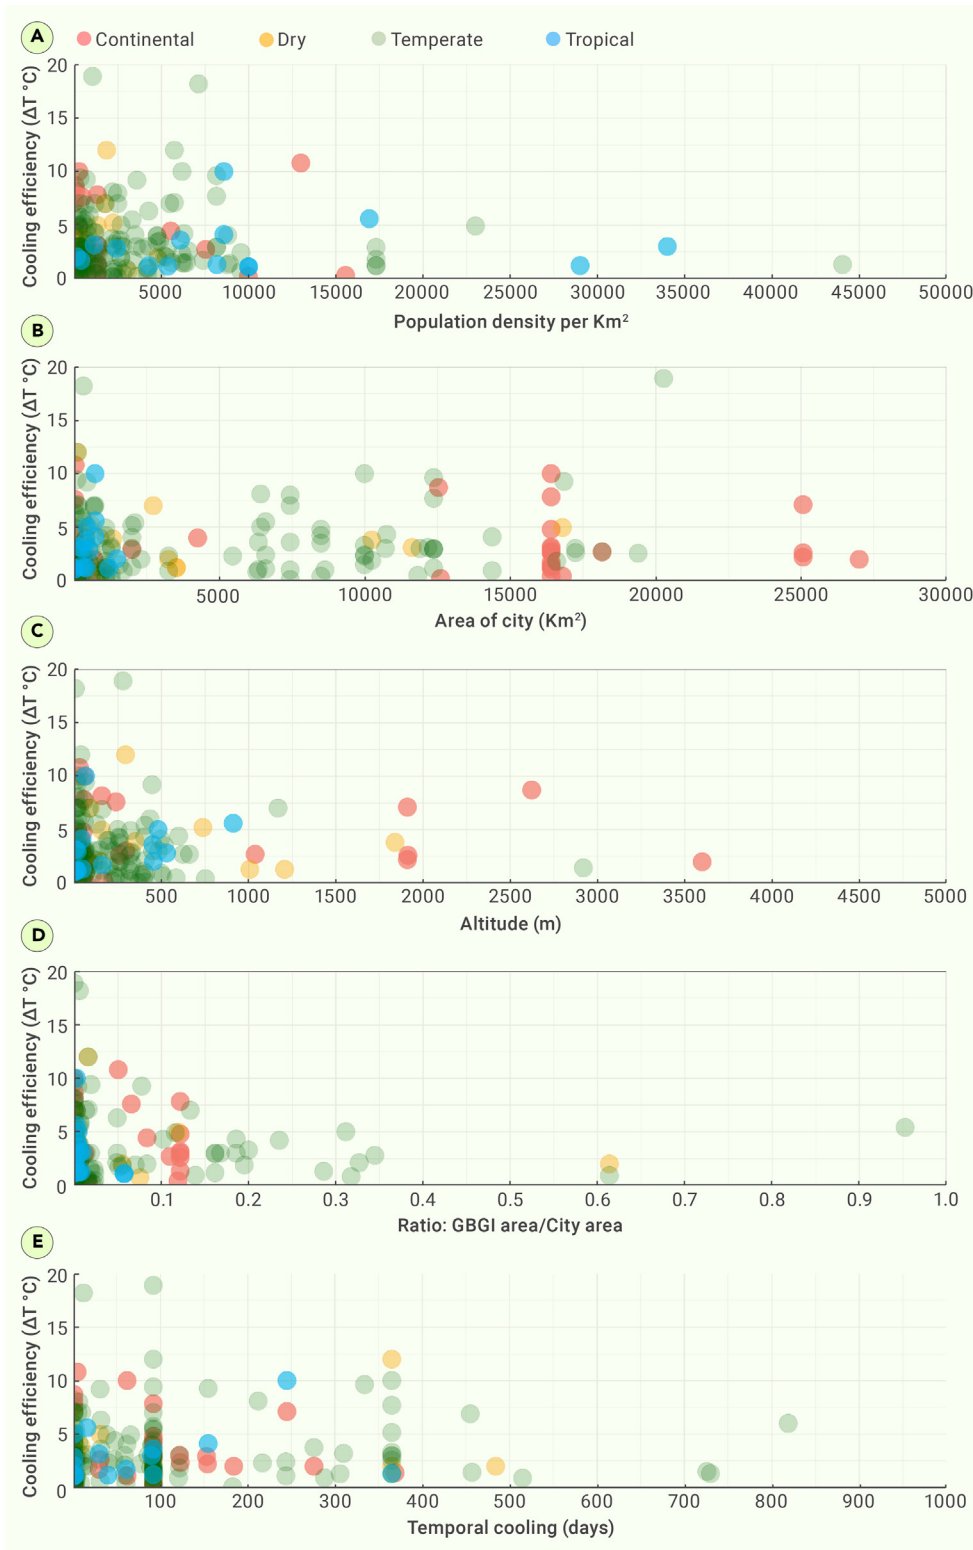 A
Continental Dry Temperate Tropical
Cooling efficiency (ΔT °C)
20
15
10
5
0
5000 10000 15000 20000 25000 30000 35000 40000 45000 50000
Population density per Km²
B
Cooling efficiency (ΔT °C)
20
15
10
5
0
5000 10000 15000 20000 25000 30000
Area of city (Km²)
C
Cooling efficiency (ΔT °C)
20
15
10
5
0
500 1000 1500 2000 2500 3000 3500 4000 4500 5000
Altitude (m)
D
Cooling efficiency (ΔT °C)
20
15
10
5
0
0.1 0.2 0.3 0.4 0.5 0.6 0.7 0.8 0.9 1.0
Ratio: GBGI area/City area
E
Cooling efficiency (ΔT °C)
20
15
10
5
0
100 200 300 400 500 600 700 800 900 1000
Temporal cooling (days)